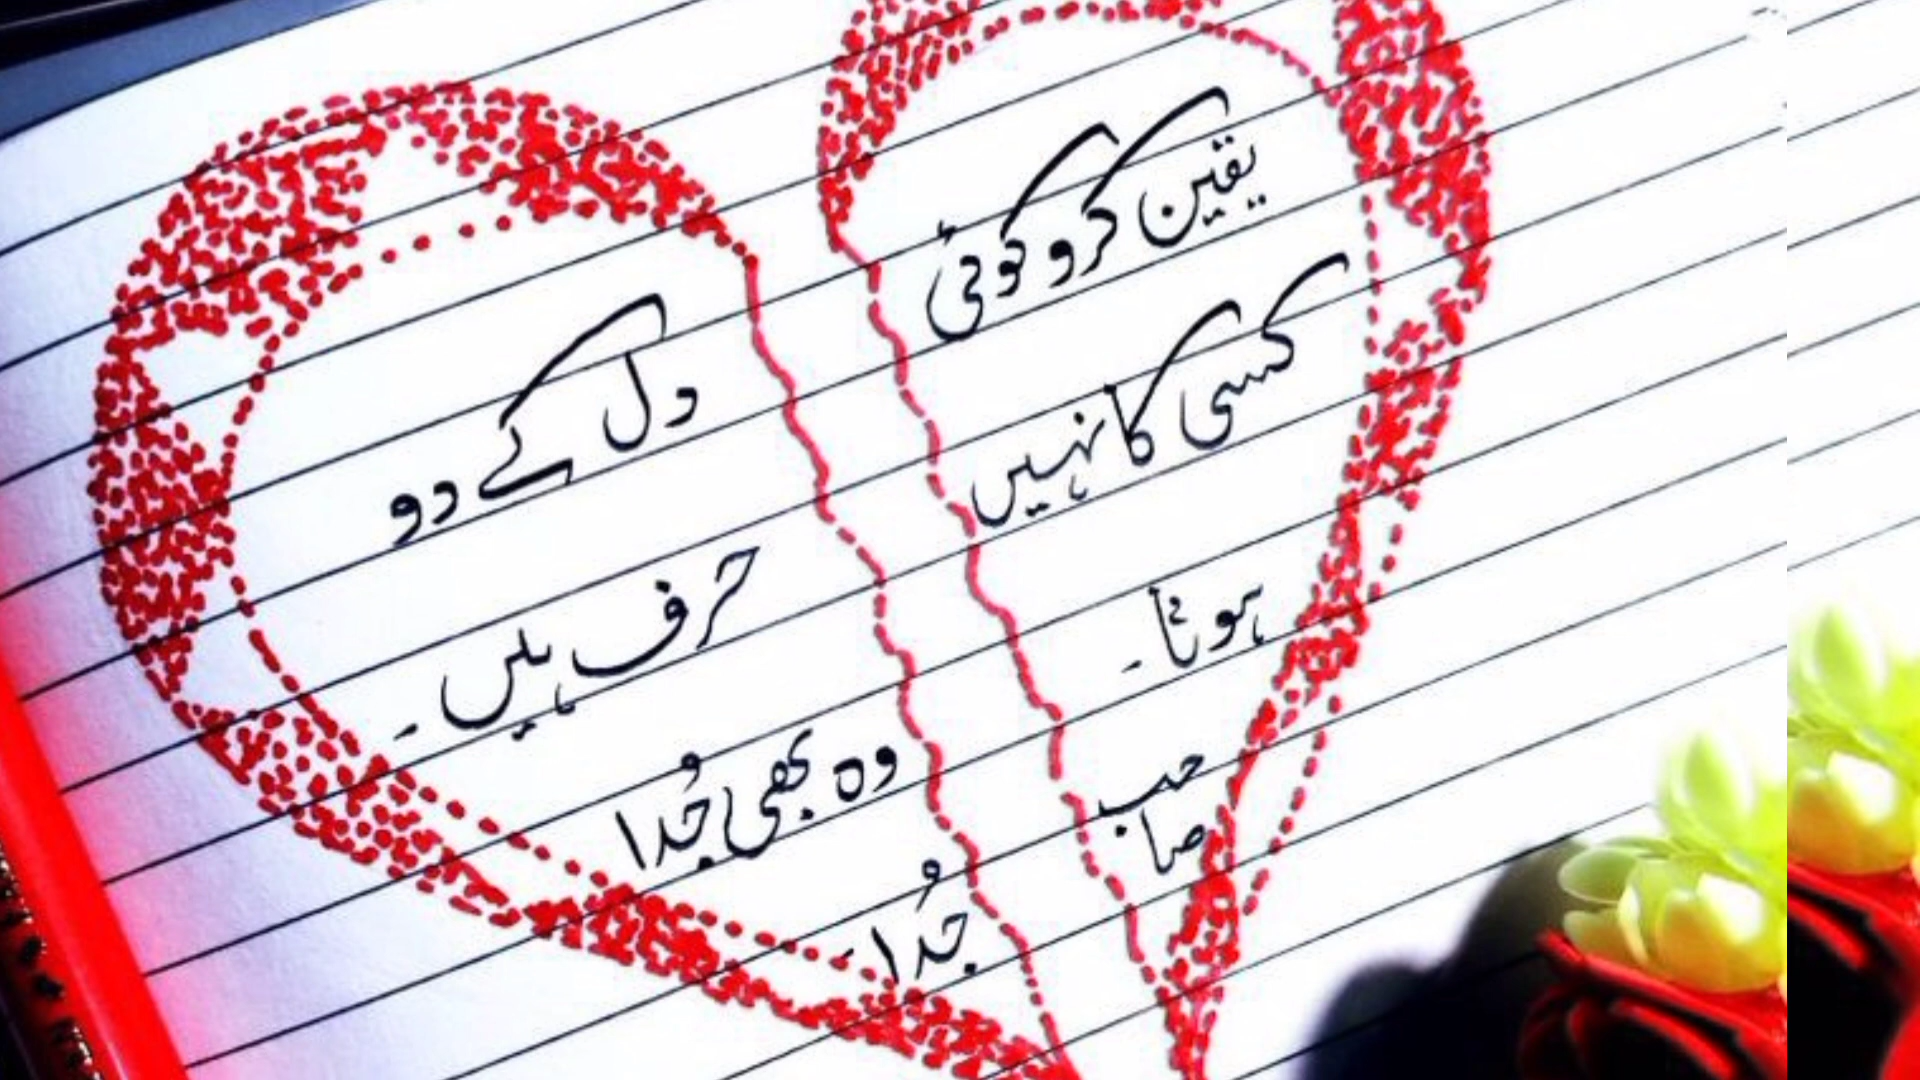 یقین کرو کوئی
کسی کا نہیں
ہوتا۔
دل کے دو
حرف ہیں۔
وہ بھی جُدا
جُدا۔
صاحب